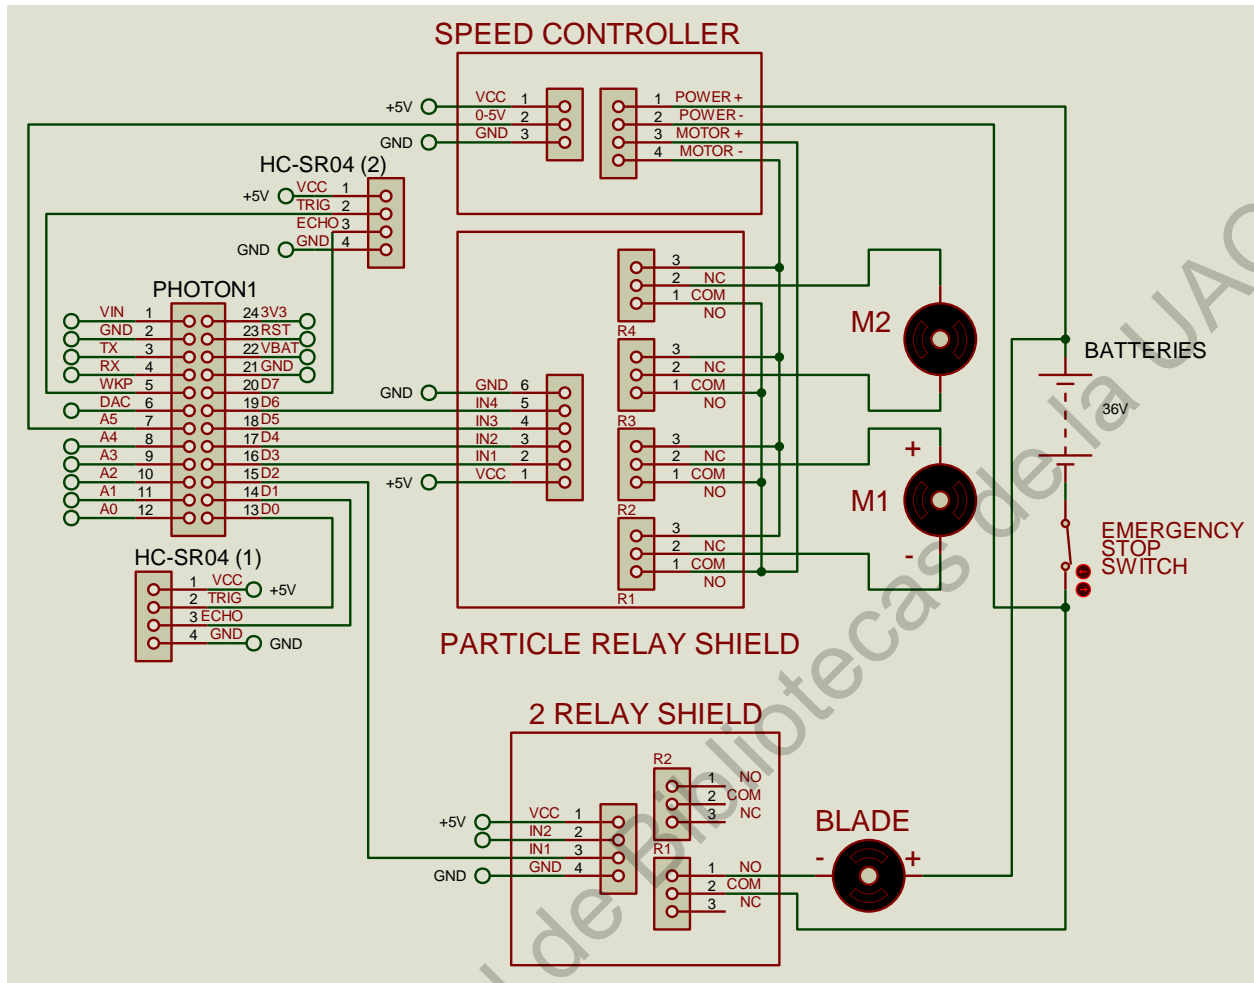 SPEED CONTROLLER
+5V VCC 1
0-5V 2
GND GND 3
1 POWER +
2 POWER -
3 MOTOR +
4 MOTOR -
HC-SR04 (2)
+5V VCC 1
TRIG 2
ECHO 3
GND GND 4
PHOTON1
VIN 1 24 3V3
GND 2 23 RST
TX 3 22 VBAT
RX 4 21 GND
WKP 5 20 D7
DAC 6 19 D6
A5 7 18 D5
A4 8 17 D4
A3 9 16 D3
A2 10 15 D2
A1 11 14 D1
A0 12 13 D0
HC-SR04 (1)
1 VCC +5V
2 TRIG
3 ECHO
4 GND GND
GND GND 6
IN4 5
IN3 4
IN2 3
IN1 2
+5V VCC 1
3
2 NC
1 COM
NO
R4
3
2 NC
1 COM
NO
R3
3
2 NC
1 COM
NO
R2
3
2 NC
1 COM
NO
R1
PARTICLE RELAY SHIELD
M2
+
M1
-
BATTERIES
36V
EMERGENCY
STOP
SWITCH
2 RELAY SHIELD
R2
1 NO
2 COM
3 NC
+5V VCC 1
IN2 2
IN1 3
GND GND 4
R1
1 NO
2 COM
3 NC
BLADE
- +
l de Bibliotecas de la UAQ